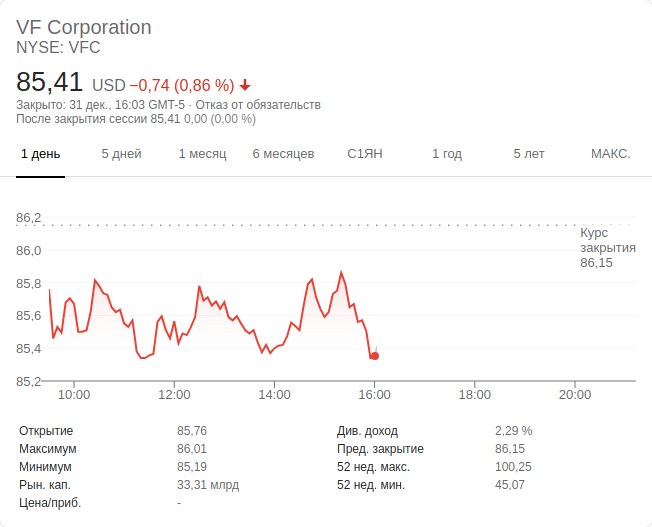 VF Corporation
NYSE: VFC
85,41 USD −0,74 (0,86 %)
Закрыто: 31 дек., 16:03 GMT-5 · Отказ от обязательств
После закрытия сессии 85,41 0,00 (0,00 %)
1 день 5 дней 1 месяц 6 месяцев С1ЯН 1 год 5 лет МАКС.
86,2
Курс
закрытия
86,15
86,0
85,8
85,6
85,4
85,2
10:00 12:00 14:00 16:00 18:00 20:00
Открытие 85,76 Див. доход 2,29 %
Максимум 86,01 Пред. закрытие 86,15
Минимум 85,19 52 нед. макс. 100,25
Рын. кап. 33,31 млрд 52 нед. мин. 45,07
Цена/приб. -